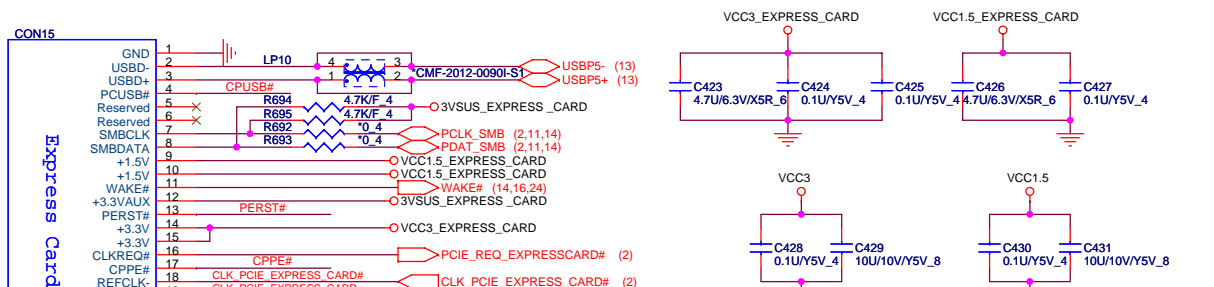 CON15
Express Card
GND 1
USBD- 2
USBD+ 3
PCUSB# 4
Reserved 5
Reserved 6
SMBCLK 7
SMBDATA 8
+1.5V 9
+1.5V 10
WAKE# 11
+3.3VAUX 12
PERST# 13
+3.3V 14
+3.3V 15
CLKREQ# 16
CPPE# 17
REFCLK- 18
LP10
4 3
1 2
*CMF-2012-0090I-S1
USBP5- (13)
USBP5+ (13)
CPUSB#
R694 4.7K/F_4 3VSUS_EXPRESS_CARD
R695 4.7K/F_4
R692 *0_4 PCLK_SMB (2,11,14)
R693 *0_4 PDAT_SMB (2,11,14)
VCC1.5_EXPRESS_CARD
VCC1.5_EXPRESS_CARD
WAKE# (14,16,24)
3VSUS_EXPRESS_CARD
PERST#
VCC3_EXPRESS_CARD
PCIE_REQ_EXPRESSCARD# (2)
CPPE#
CLK_PCIE_EXPRESS_CARD# CLK_PCIE_EXPRESS_CARD# (2)
VCC3_EXPRESS_CARD
C423
4.7U/6.3V/X5R_6
C424
0.1U/Y5V_4
C425
0.1U/Y5V_4
VCC1.5_EXPRESS_CARD
C426
4.7U/6.3V/X5R_6
C427
0.1U/Y5V_4
VCC3
C428
0.1U/Y5V_4
C429
10U/10V/Y5V_8
VCC1.5
C430
0.1U/Y5V_4
C431
10U/10V/Y5V_8